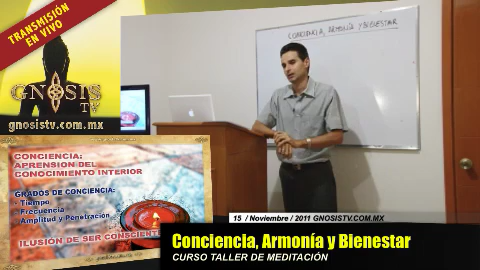 TRANSMISIÓN
EN VIVO
GNOSIS
TV
gnosistv.com.mx
CONCIENCIA, ARMONÍA Y BIENESTAR
CONCIENCIA:
APRENSION DEL
CONOCIMIENTO INTERIOR
GRADOS DE CONCIENCIA:
- Tiempo
- Frecuencia
- Amplitud y Penetración
ILUSIÓN DE SER CONSCIENTE
15 / Noviembre / 2011 GNOSISTV.COM.MX
Conciencia, Armonía y Bienestar
CURSO TALLER DE MEDITACIÓN